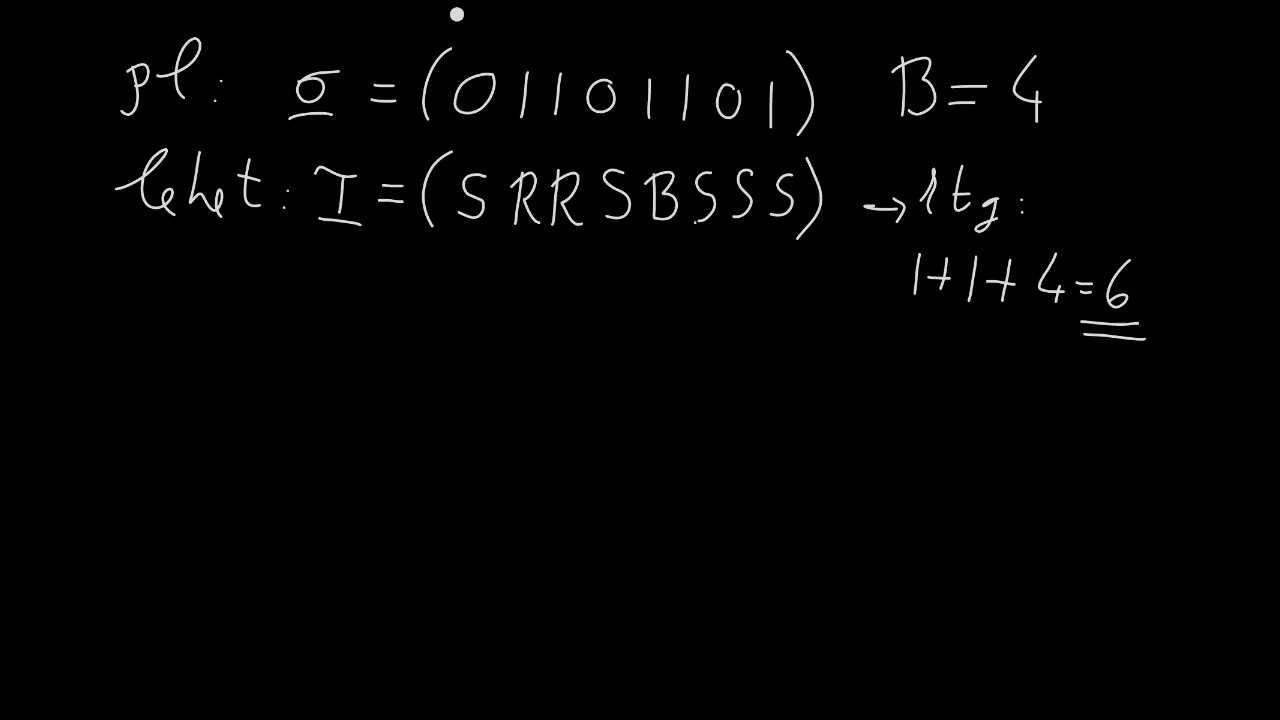 pl: σ = (01101101) B = 4
lehet: τ = (SRRSBSSS) → ktg:
1+1+4=6